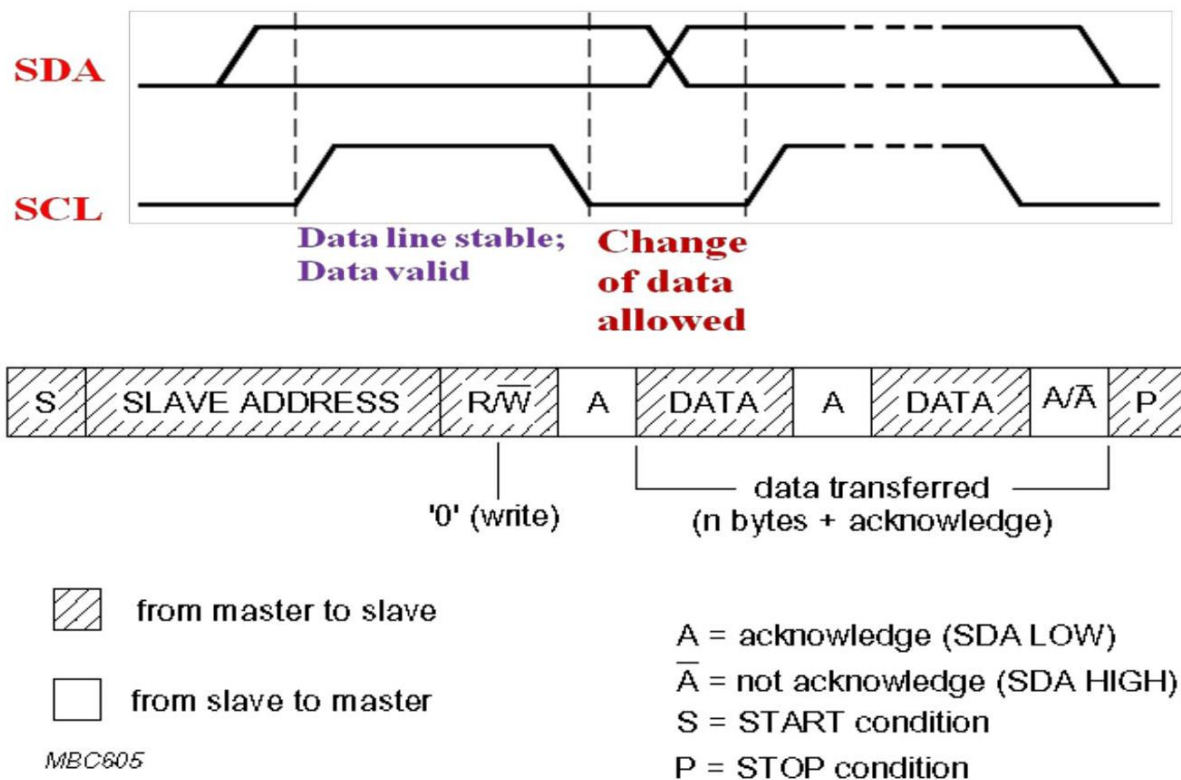 SDA
SCL
Data line stable;
Data valid
Change
of data
allowed
S SLAVE ADDRESS R/W̅ A DATA A DATA A/A̅ P
'0' (write)
data transferred
(n bytes + acknowledge)
from master to slave
from slave to master
MBC605
A = acknowledge (SDA LOW)
A̅ = not acknowledge (SDA HIGH)
S = START condition
P = STOP condition